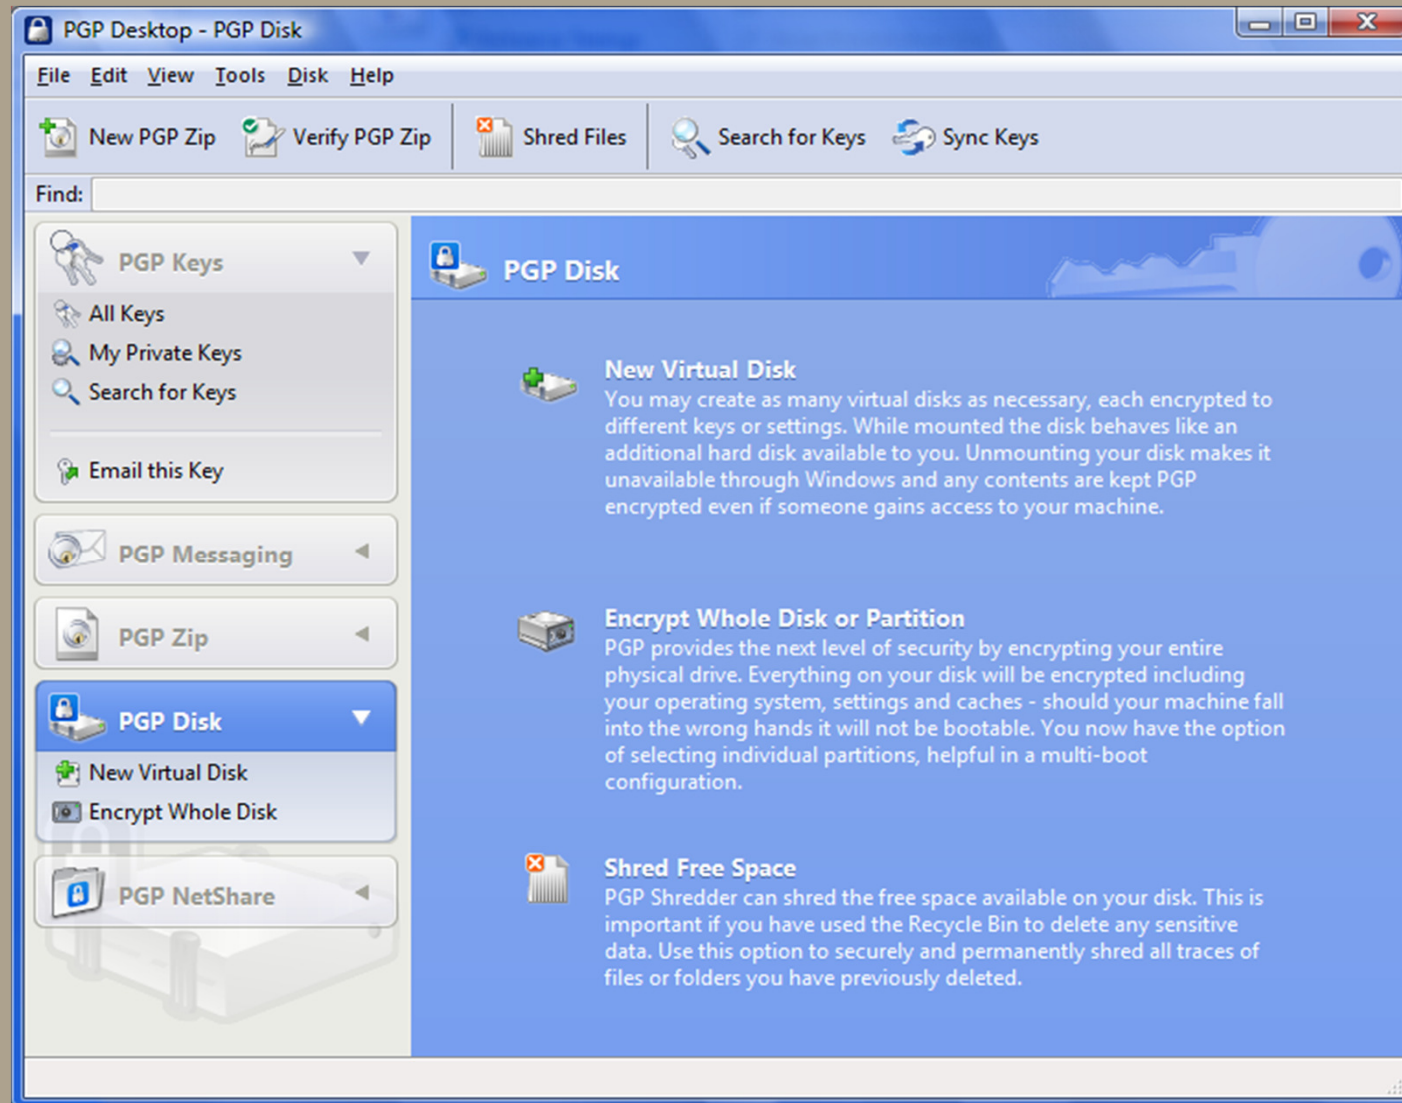 PGP Desktop - PGP Disk
File Edit View Tools Disk Help
New PGP Zip Verify PGP Zip Shred Files Search for Keys Sync Keys
Find:
PGP Keys
All Keys
My Private Keys
Search for Keys
Email this Key
PGP Messaging
PGP Zip
PGP Disk
New Virtual Disk
Encrypt Whole Disk
PGP NetShare
PGP Disk
New Virtual Disk
You may create as many virtual disks as necessary, each encrypted to
different keys or settings. While mounted the disk behaves like an
additional hard disk available to you. Unmounting your disk makes it
unavailable through Windows and any contents are kept PGP
encrypted even if someone gains access to your machine.
Encrypt Whole Disk or Partition
PGP provides the next level of security by encrypting your entire
physical drive. Everything on your disk will be encrypted including
your operating system, settings and caches - should your machine fall
into the wrong hands it will not be bootable. You now have the option
of selecting individual partitions, helpful in a multi-boot
configuration.
Shred Free Space
PGP Shredder can shred the free space available on your disk. This is
important if you have used the Recycle Bin to delete any sensitive
data. Use this option to securely and permanently shred all traces of
files or folders you have previously deleted.